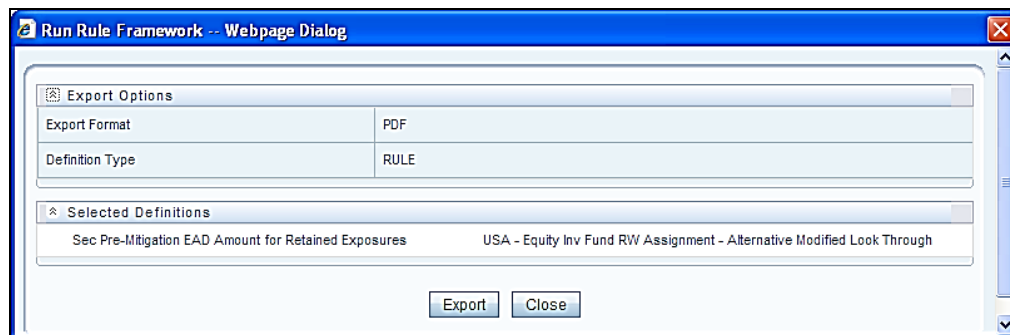 Run Rule Framework -- Webpage Dialog
Export Options
Export Format PDF
Definition Type RULE
Selected Definitions
Sec Pre-Mitigation EAD Amount for Retained Exposures USA - Equity Inv Fund RW Assignment - Alternative Modified Look Through
Export Close